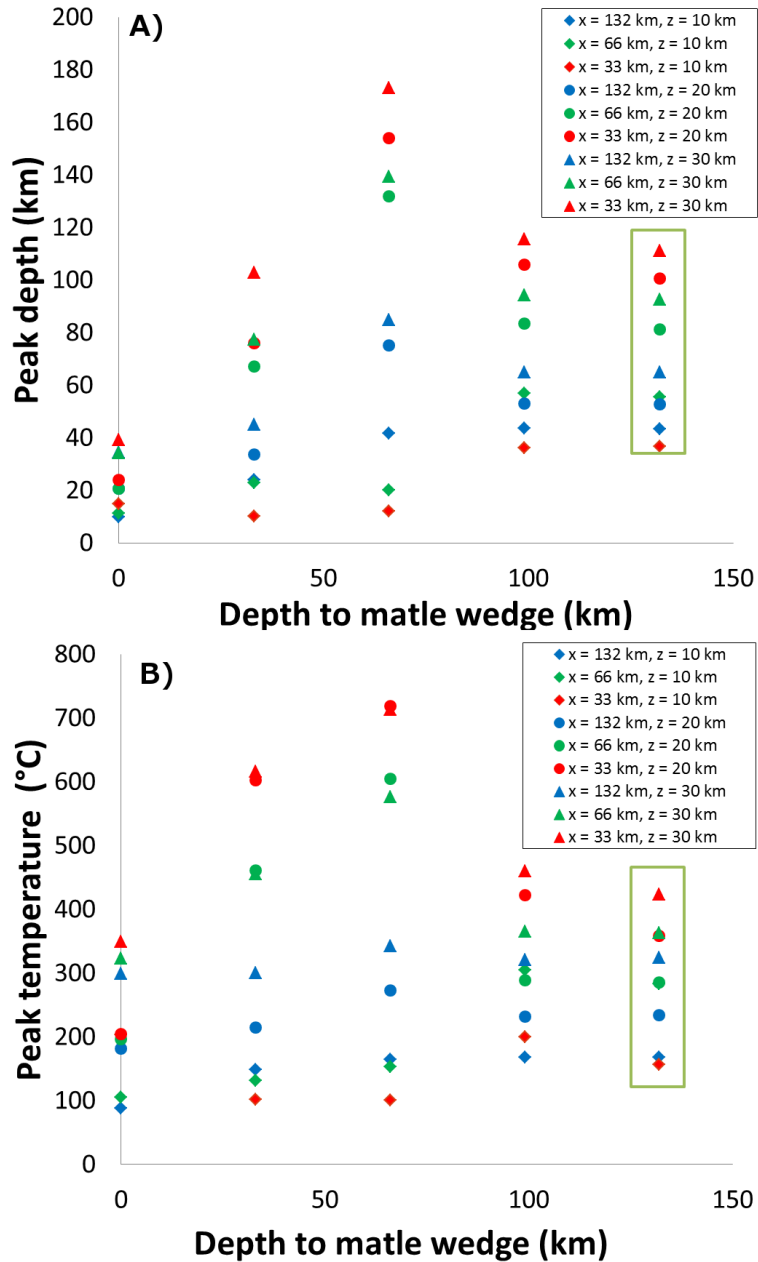 A)
200
180
160
140
120
100
80
60
40
20
0
Peak depth (km)
0 50 100 150
Depth to matle wedge (km)
x = 132 km, z = 10 km
x = 66 km, z = 10 km
x = 33 km, z = 10 km
x = 132 km, z = 20 km
x = 66 km, z = 20 km
x = 33 km, z = 20 km
x = 132 km, z = 30 km
x = 66 km, z = 30 km
x = 33 km, z = 30 km
B)
800
700
600
500
400
300
200
100
0
Peak temperature (°C)
0 50 100 150
Depth to matle wedge (km)
x = 132 km, z = 10 km
x = 66 km, z = 10 km
x = 33 km, z = 10 km
x = 132 km, z = 20 km
x = 66 km, z = 20 km
x = 33 km, z = 20 km
x = 132 km, z = 30 km
x = 66 km, z = 30 km
x = 33 km, z = 30 km